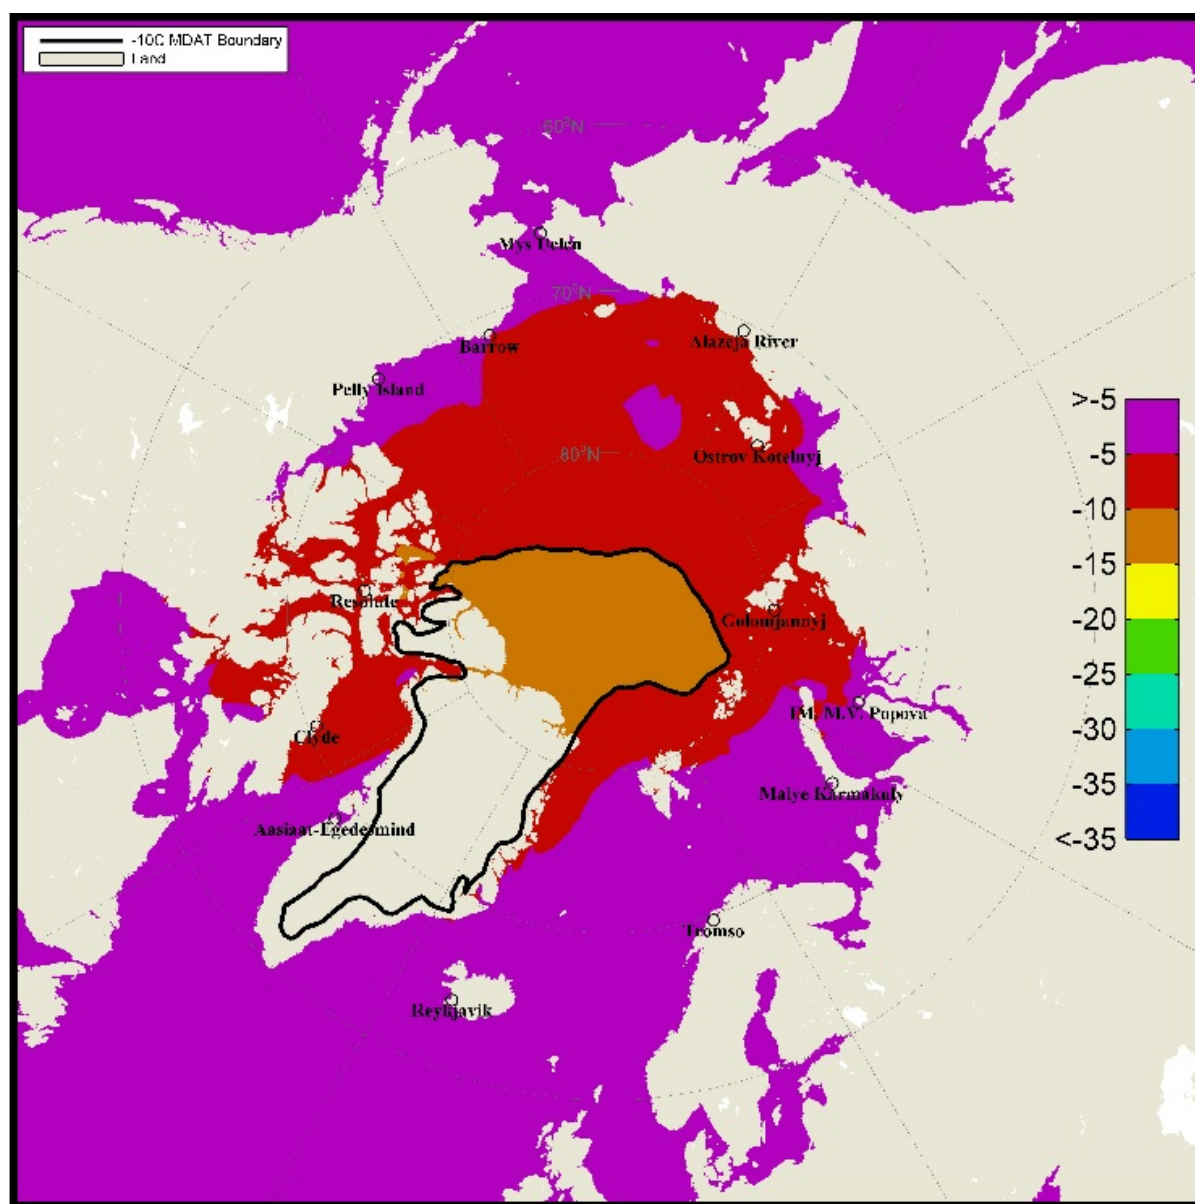 -10C MDAT Boundary
Land
60°N
Mys Uelen
70°N
Barrow
Alazeja River
Pelly Island
>-5
80°N
Ostrov Kotelnyj
-5
-10
-15
Resolute
Golomjannyj
-20
-25
Clyde
IM. M.V. Popova
-30
Malye Karmakuly
-35
Aasiaat-Egedesmind
<-35
Tromso
Reykjavik